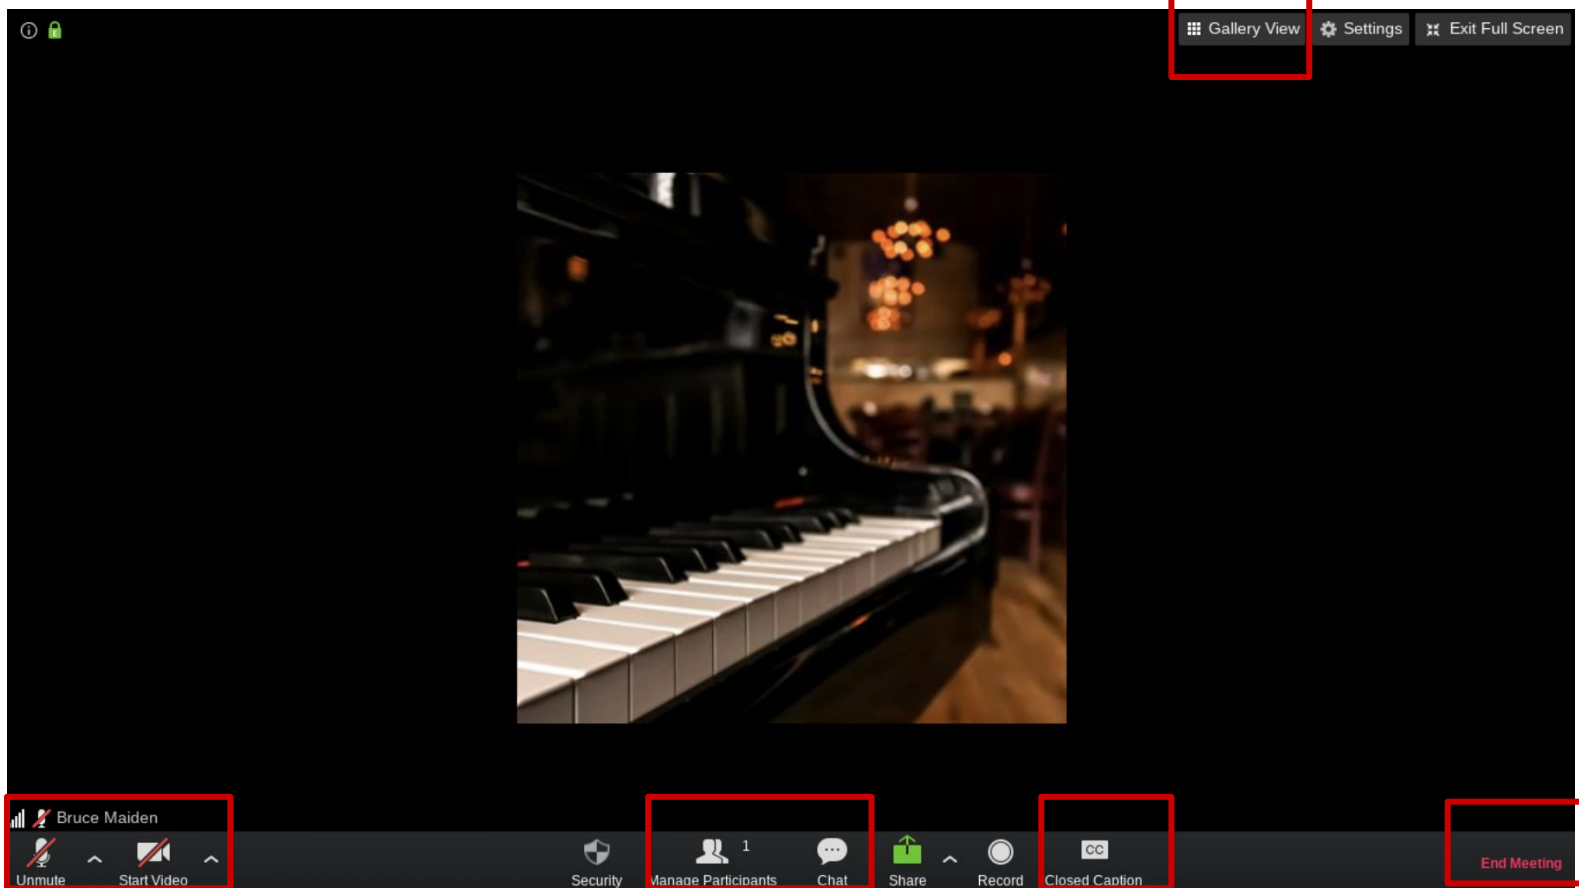 Gallery View Settings Exit Full Screen
Bruce Maiden
1
Unmute Start Video Security Manage Participants Chat Share Record CC Closed Caption End Meeting